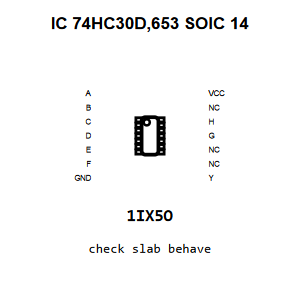 IC 74HC30D,653 SOIC 14
A VCC
B NC
C H
D G
E NC
F NC
GND Y
1IX50
check slab behave